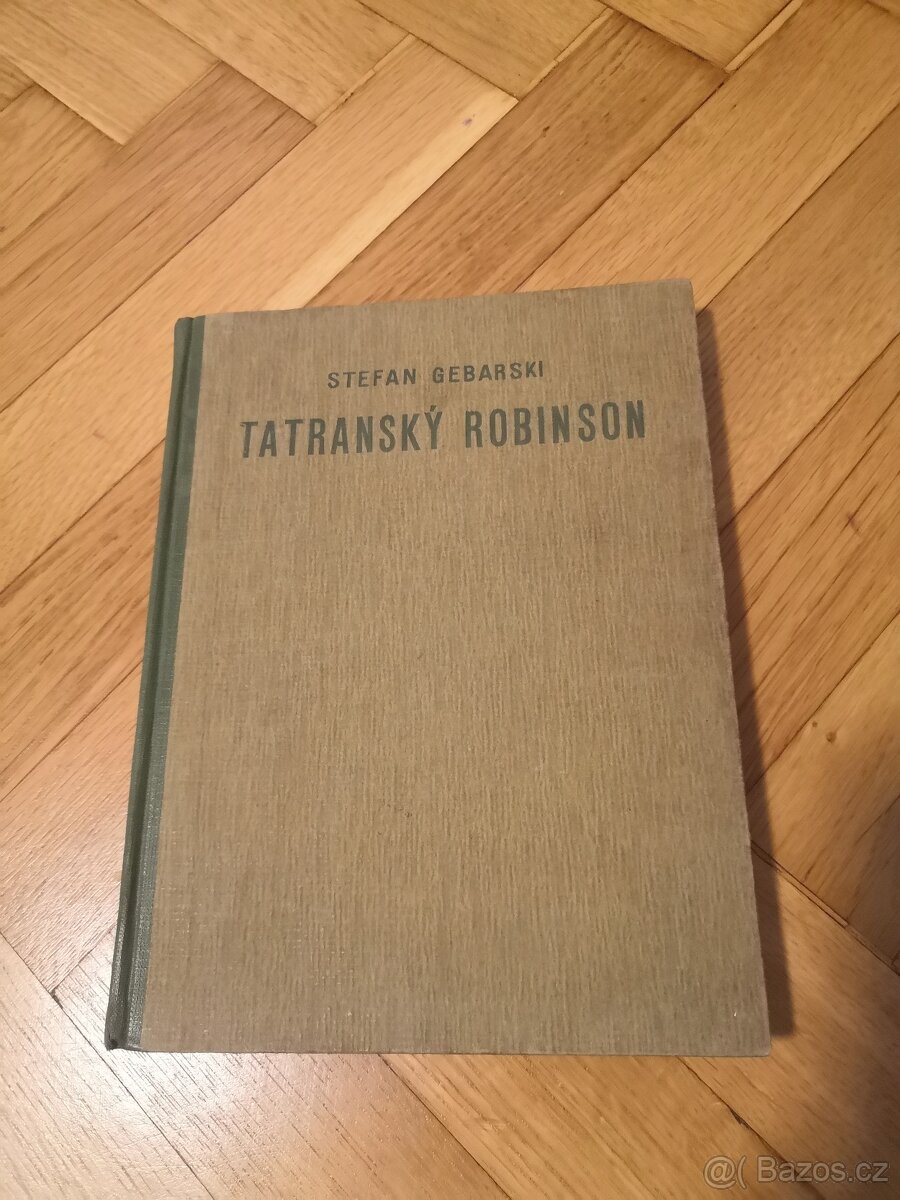 STEFAN GEBARSKI
TATRANSKÝ ROBINSON
@( Bazos.cz